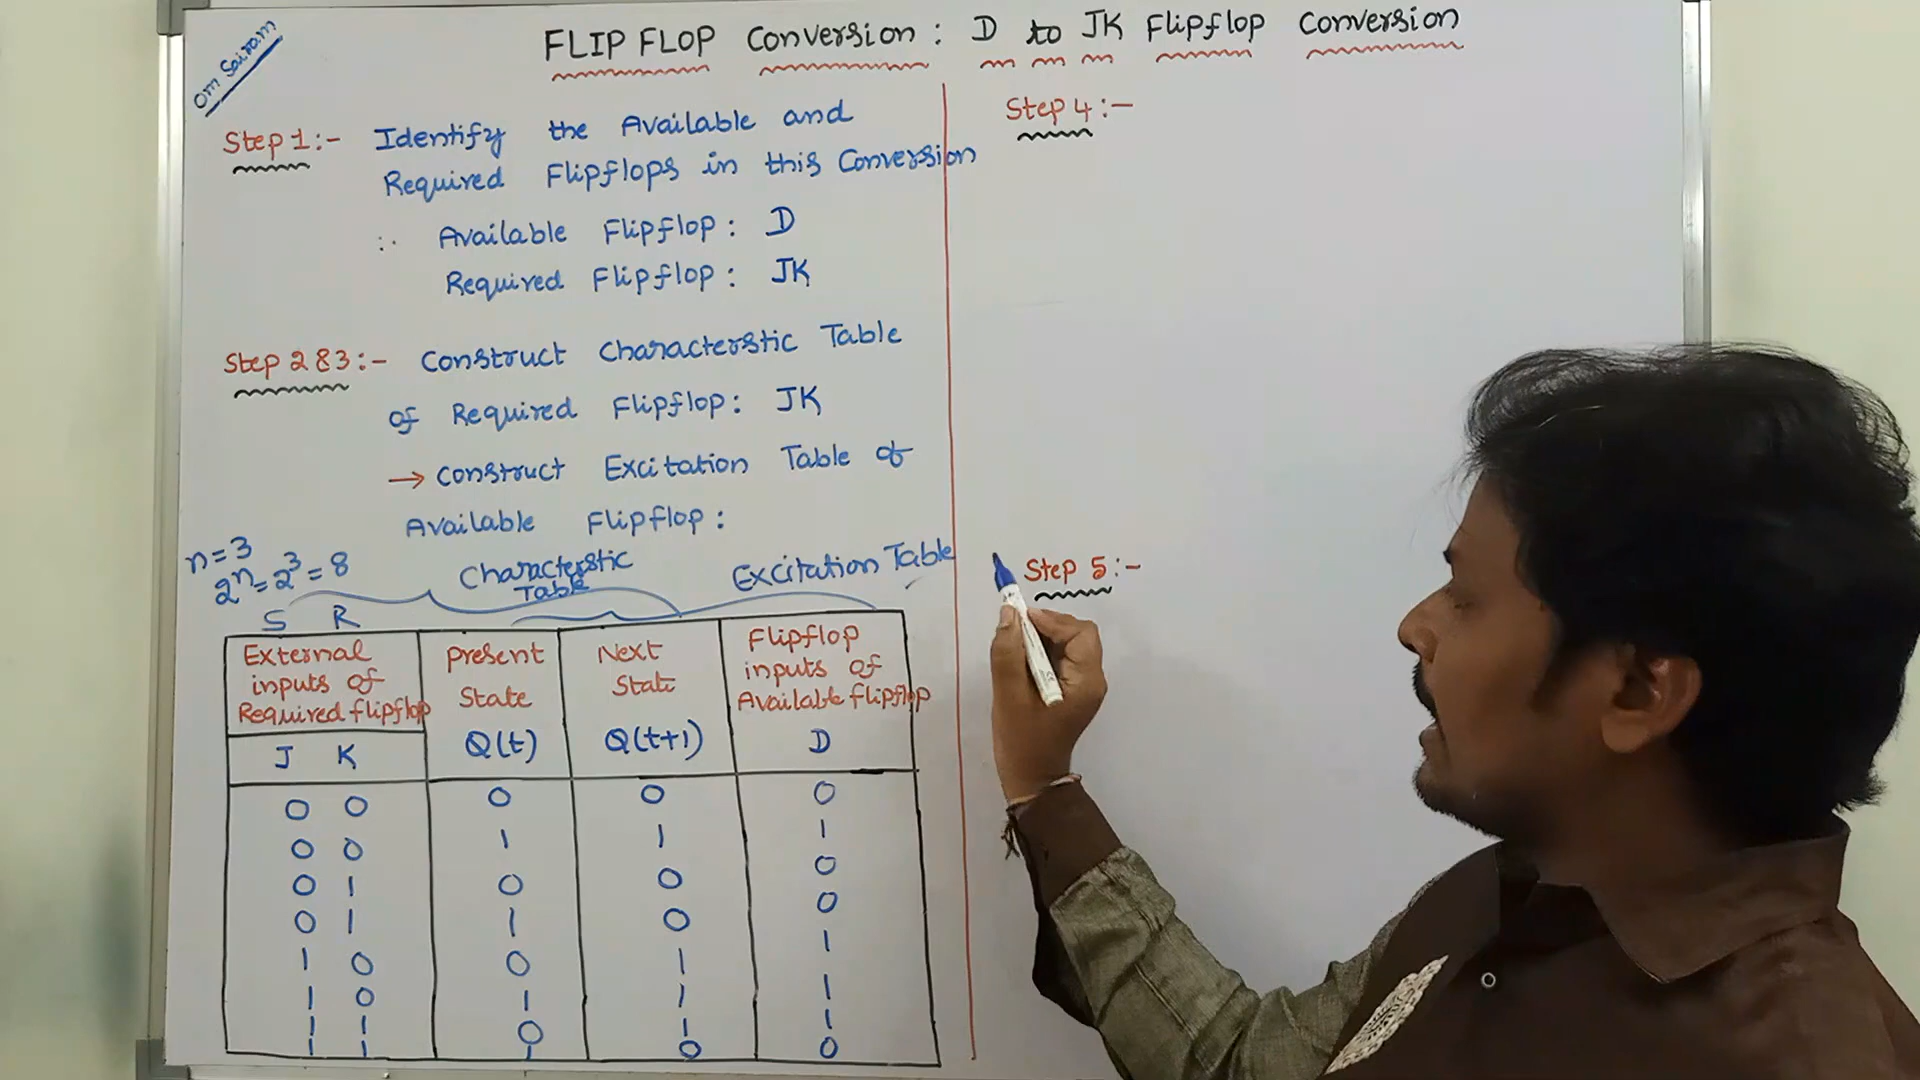 Om Sairam
FLIP FLOP Conversion : D to JK Flipflop Conversion
Step 1 :- Identify the Available and
Required Flipflops in this Conversion
∴ Available Flipflop : D
Required Flipflop : JK
Step 2 & 3 :- Construct Characterstic Table
of Required Flipflop : JK
→ Construct Excitation Table of
Available Flipflop :
n = 3
2^n = 2^3 = 8
Characterstic Table
Excitation Table
S R
External inputs of Required flipflop
Present State
Next State
Flipflop inputs of Available flipflop
J K Q(t) Q(t+1) D
0 0 0 0 0
0 0 1 1 1
0 1 0 0 0
0 1 1 0 0
1 0 0 1 1
1 0 1 1 1
1 1 0 1 1
1 1 1 0 0
Step 4 :-
Step 5 :-